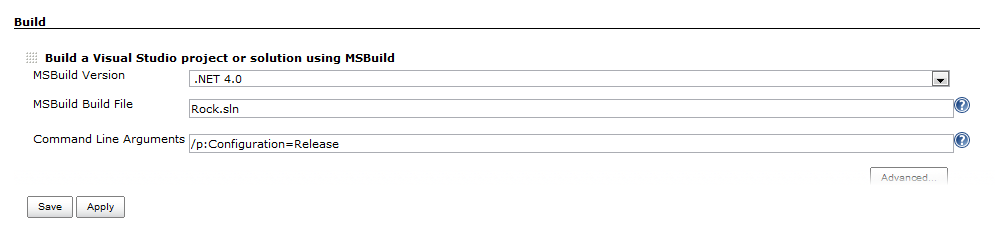 Build
Build a Visual Studio project or solution using MSBuild
MSBuild Version .NET 4.0
MSBuild Build File Rock.sln
Command Line Arguments /p:Configuration=Release
Advanced...
Save Apply